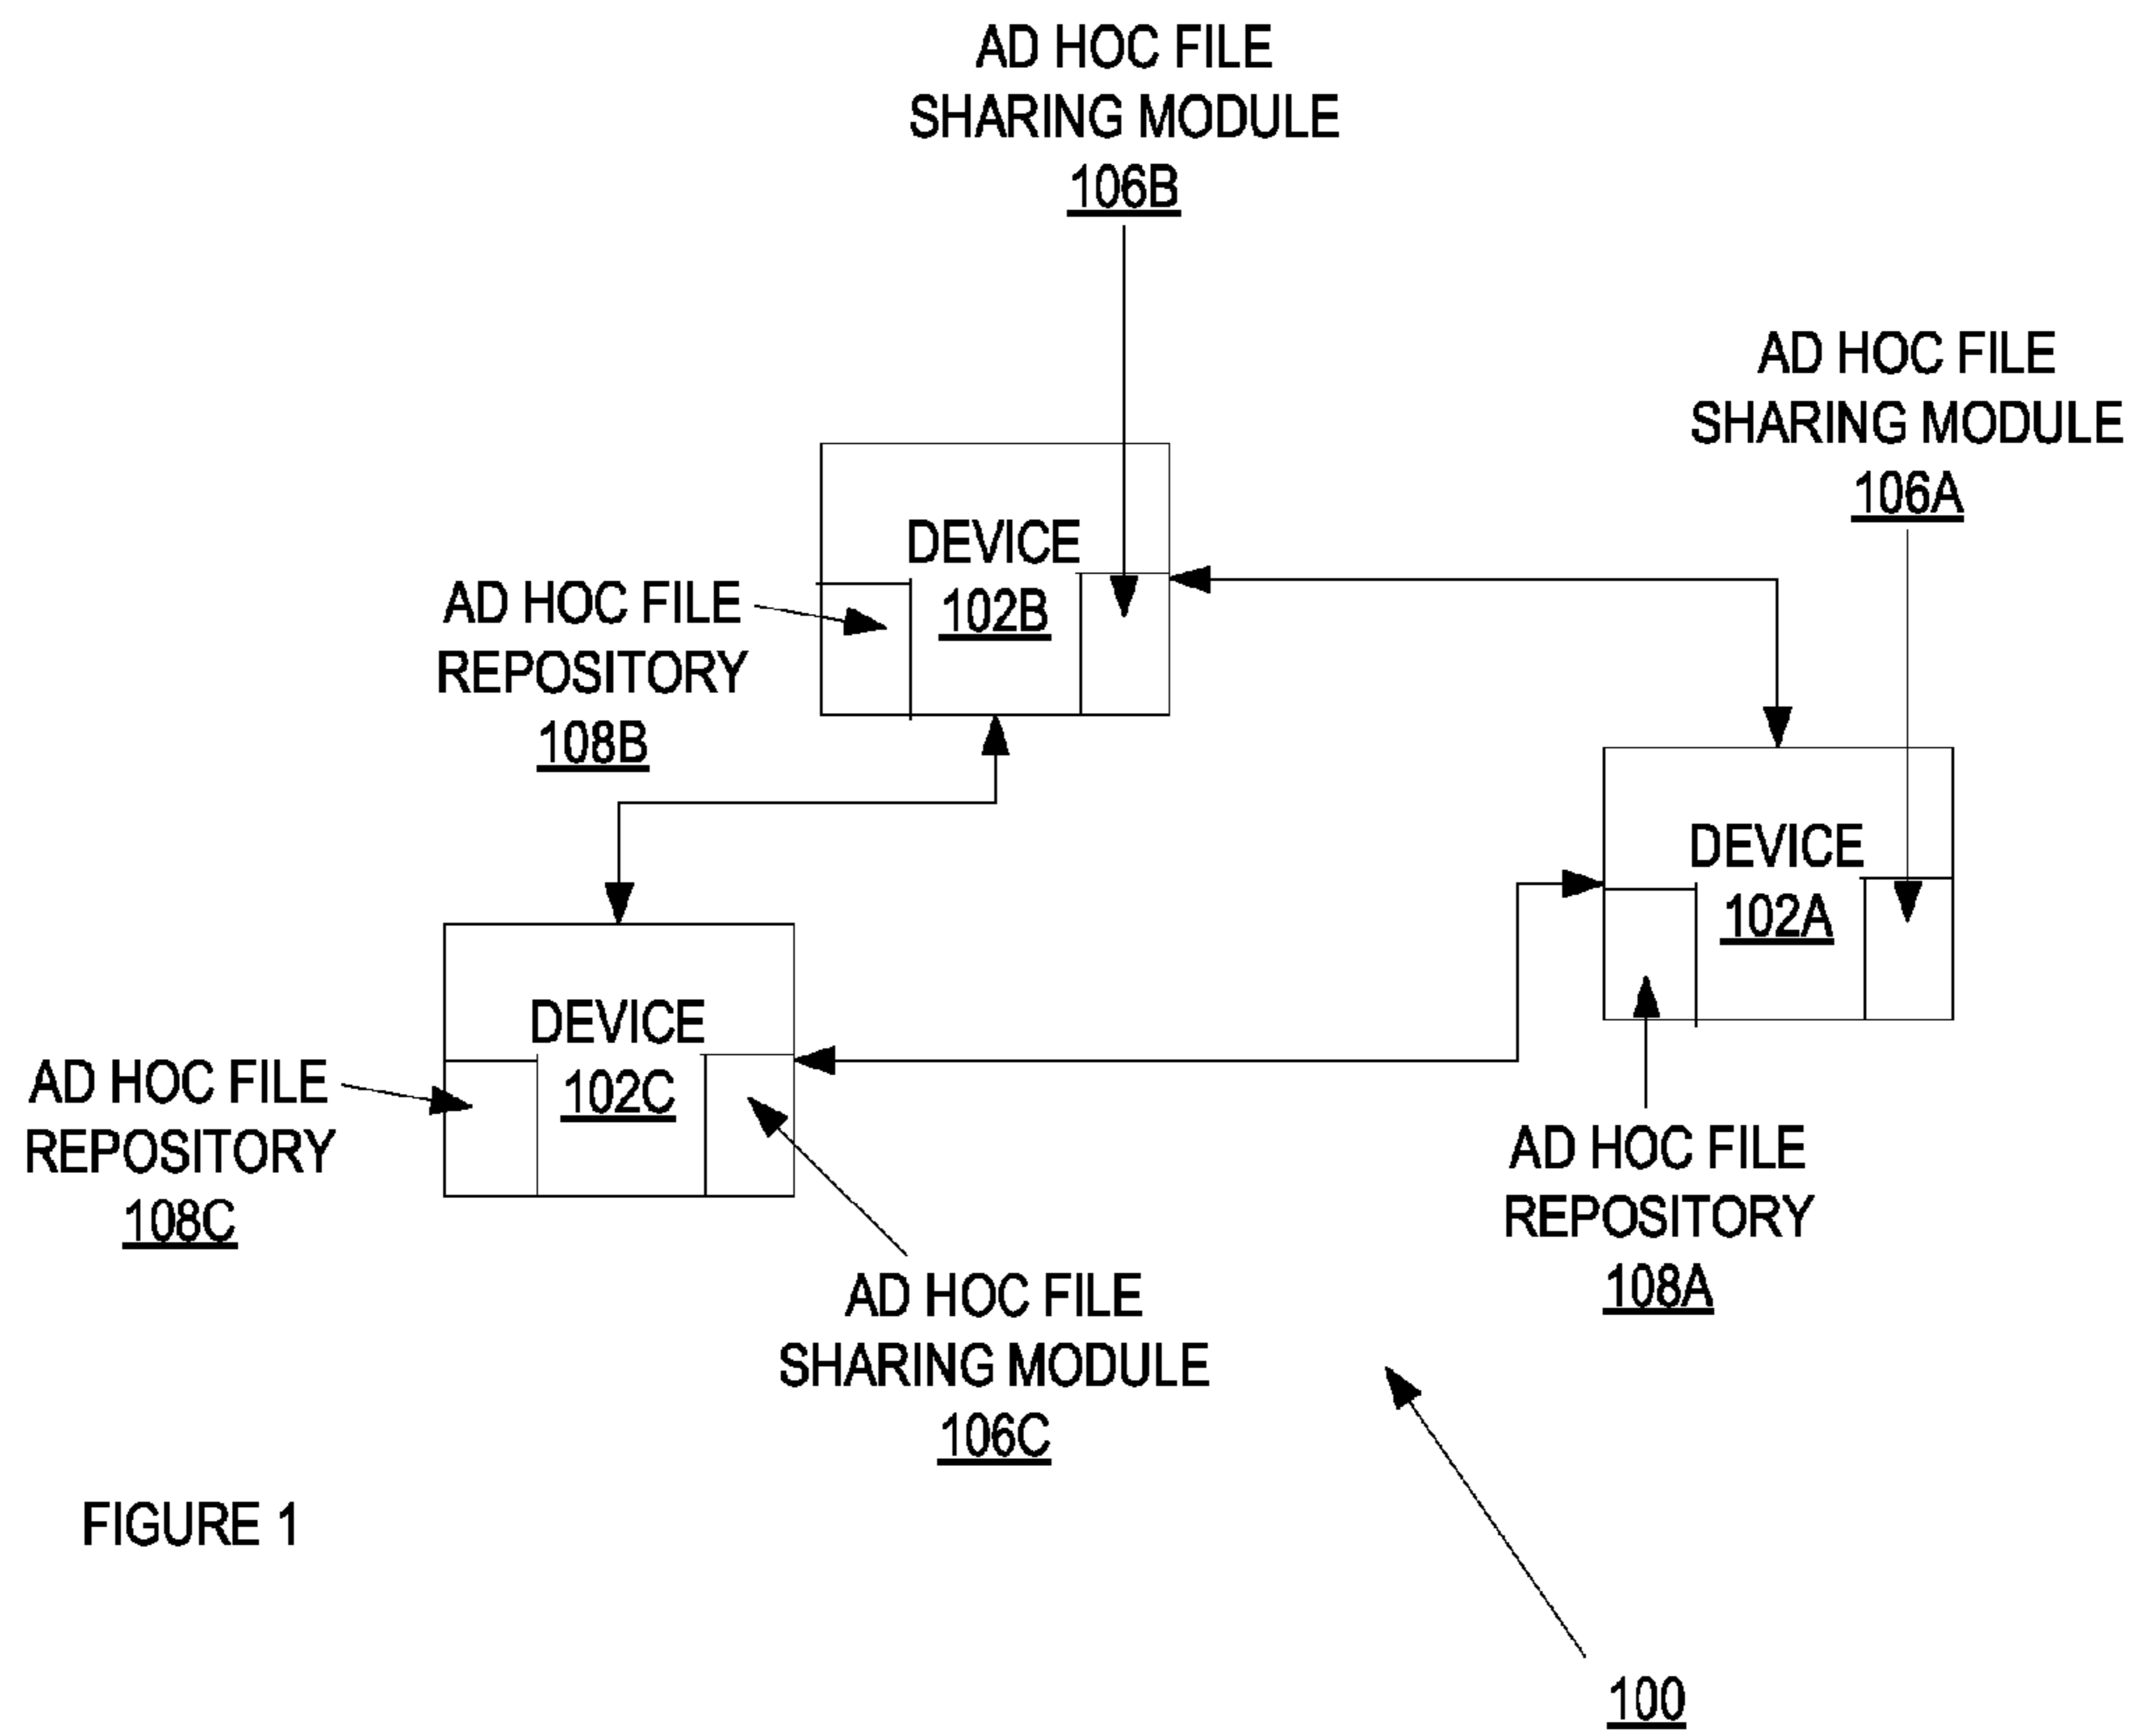 AD HOC FILE
SHARING MODULE
106B
AD HOC FILE
SHARING MODULE
106A
DEVICE
102B
AD HOC FILE
REPOSITORY
108B
DEVICE
102A
DEVICE
102C
AD HOC FILE
REPOSITORY
108C
AD HOC FILE
REPOSITORY
108A
AD HOC FILE
SHARING MODULE
106C
FIGURE 1
100